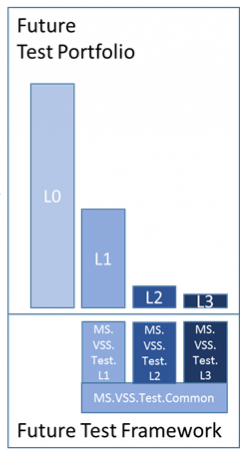 Future
Test Portfolio
L0
L1
L2
L3
MS.
VSS.
Test.
L1
MS.
VSS.
Test.
L2
MS.
VSS.
Test.
L3
MS.VSS.Test.Common
Future Test Framework